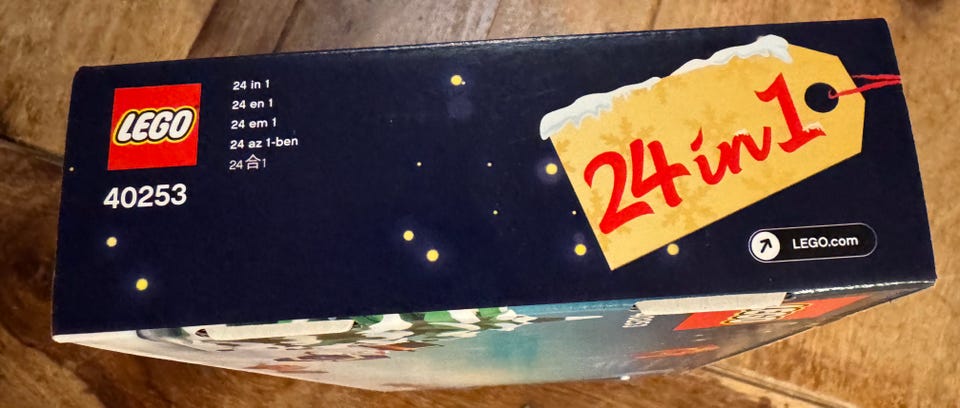 LEGO
40253
24 in 1
24 en 1
24 em 1
24 az 1-ben
24合1
24 in 1
LEGO.com